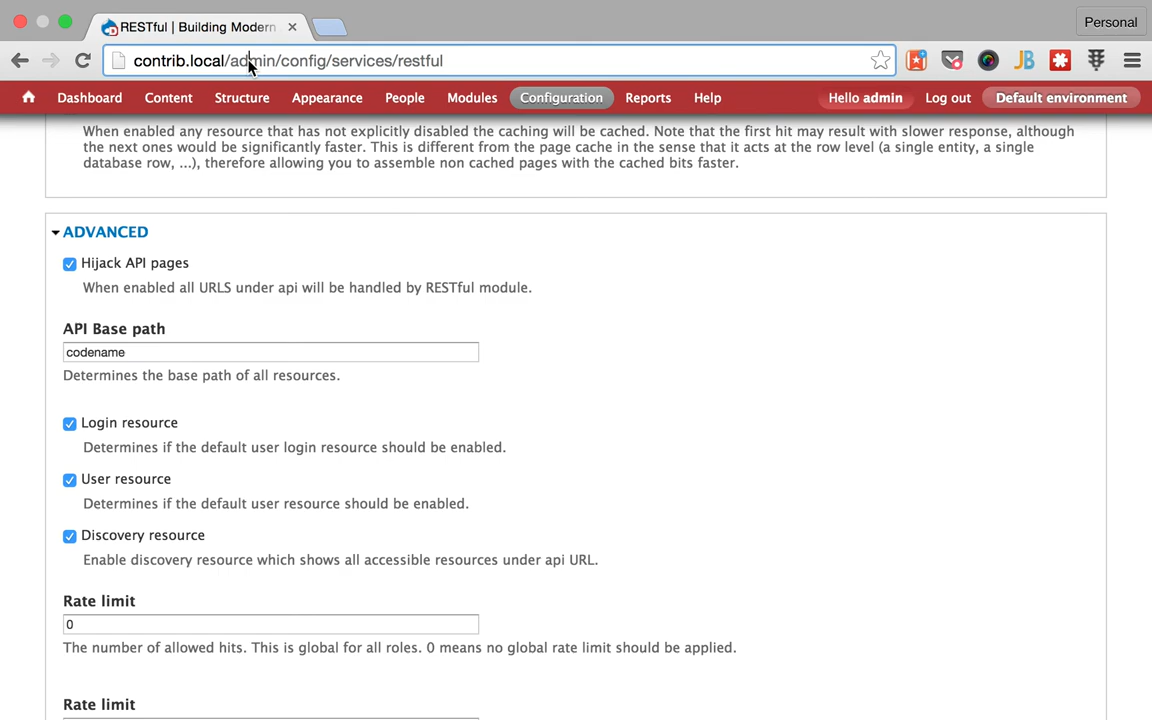 RESTful | Building Modern
Personal
contrib.local/admin/config/services/restful
JB
Dashboard Content Structure Appearance People Modules Configuration Reports Help Hello admin Log out Default environment
When enabled any resource that has not explicitly disabled the caching will be cached. Note that the first hit may result with slower response, although
the next ones would be significantly faster. This is different from the page cache in the sense that it acts at the row level (a single entity, a single
database row, ...), therefore allowing you to assemble non cached pages with the cached bits faster.
ADVANCED
Hijack API pages
When enabled all URLS under api will be handled by RESTful module.
API Base path
codename
Determines the base path of all resources.
Login resource
Determines if the default user login resource should be enabled.
User resource
Determines if the default user resource should be enabled.
Discovery resource
Enable discovery resource which shows all accessible resources under api URL.
Rate limit
0
The number of allowed hits. This is global for all roles. 0 means no global rate limit should be applied.
Rate limit